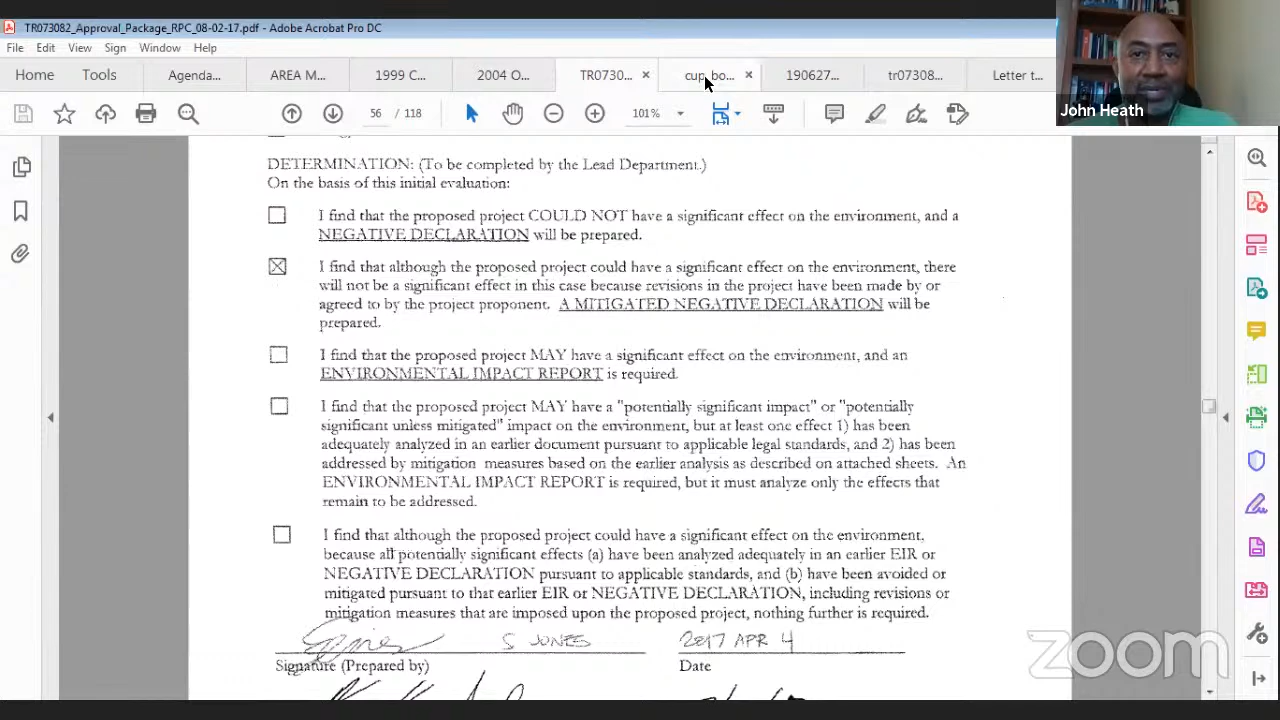 TR073082_Approval_Package_RPC_08-02-17.pdf - Adobe Acrobat Pro DC
File Edit View Sign Window Help
Home Tools Agenda... AREA M... 1999 C... 2004 O... TR0730... × cup_bo... × 190627... tr07308... Letter t...
56 / 118 101%
John Heath
DETERMINATION: (To be completed by the Lead Department.)
On the basis of this initial evaluation:
I find that the proposed project COULD NOT have a significant effect on the environment, and a
NEGATIVE DECLARATION will be prepared.
I find that although the proposed project could have a significant effect on the environment, there
will not be a significant effect in this case because revisions in the project have been made by or
agreed to by the project proponent. A MITIGATED NEGATIVE DECLARATION will be
prepared.
I find that the proposed project MAY have a significant effect on the environment, and an
ENVIRONMENTAL IMPACT REPORT is required.
I find that the proposed project MAY have a "potentially significant impact" or "potentially
significant unless mitigated" impact on the environment, but at least one effect 1) has been
adequately analyzed in an earlier document pursuant to applicable legal standards, and 2) has been
addressed by mitigation measures based on the earlier analysis as described on attached sheets. An
ENVIRONMENTAL IMPACT REPORT is required, but it must analyze only the effects that
remain to be addressed.
I find that although the proposed project could have a significant effect on the environment,
because all potentially significant effects (a) have been analyzed adequately in an earlier EIR or
NEGATIVE DECLARATION pursuant to applicable standards, and (b) have been avoided or
mitigated pursuant to that earlier EIR or NEGATIVE DECLARATION, including revisions or
mitigation measures that are imposed upon the proposed project, nothing further is required.
S JONES 2017 APR 4
Signature (Prepared by) Date
zoom